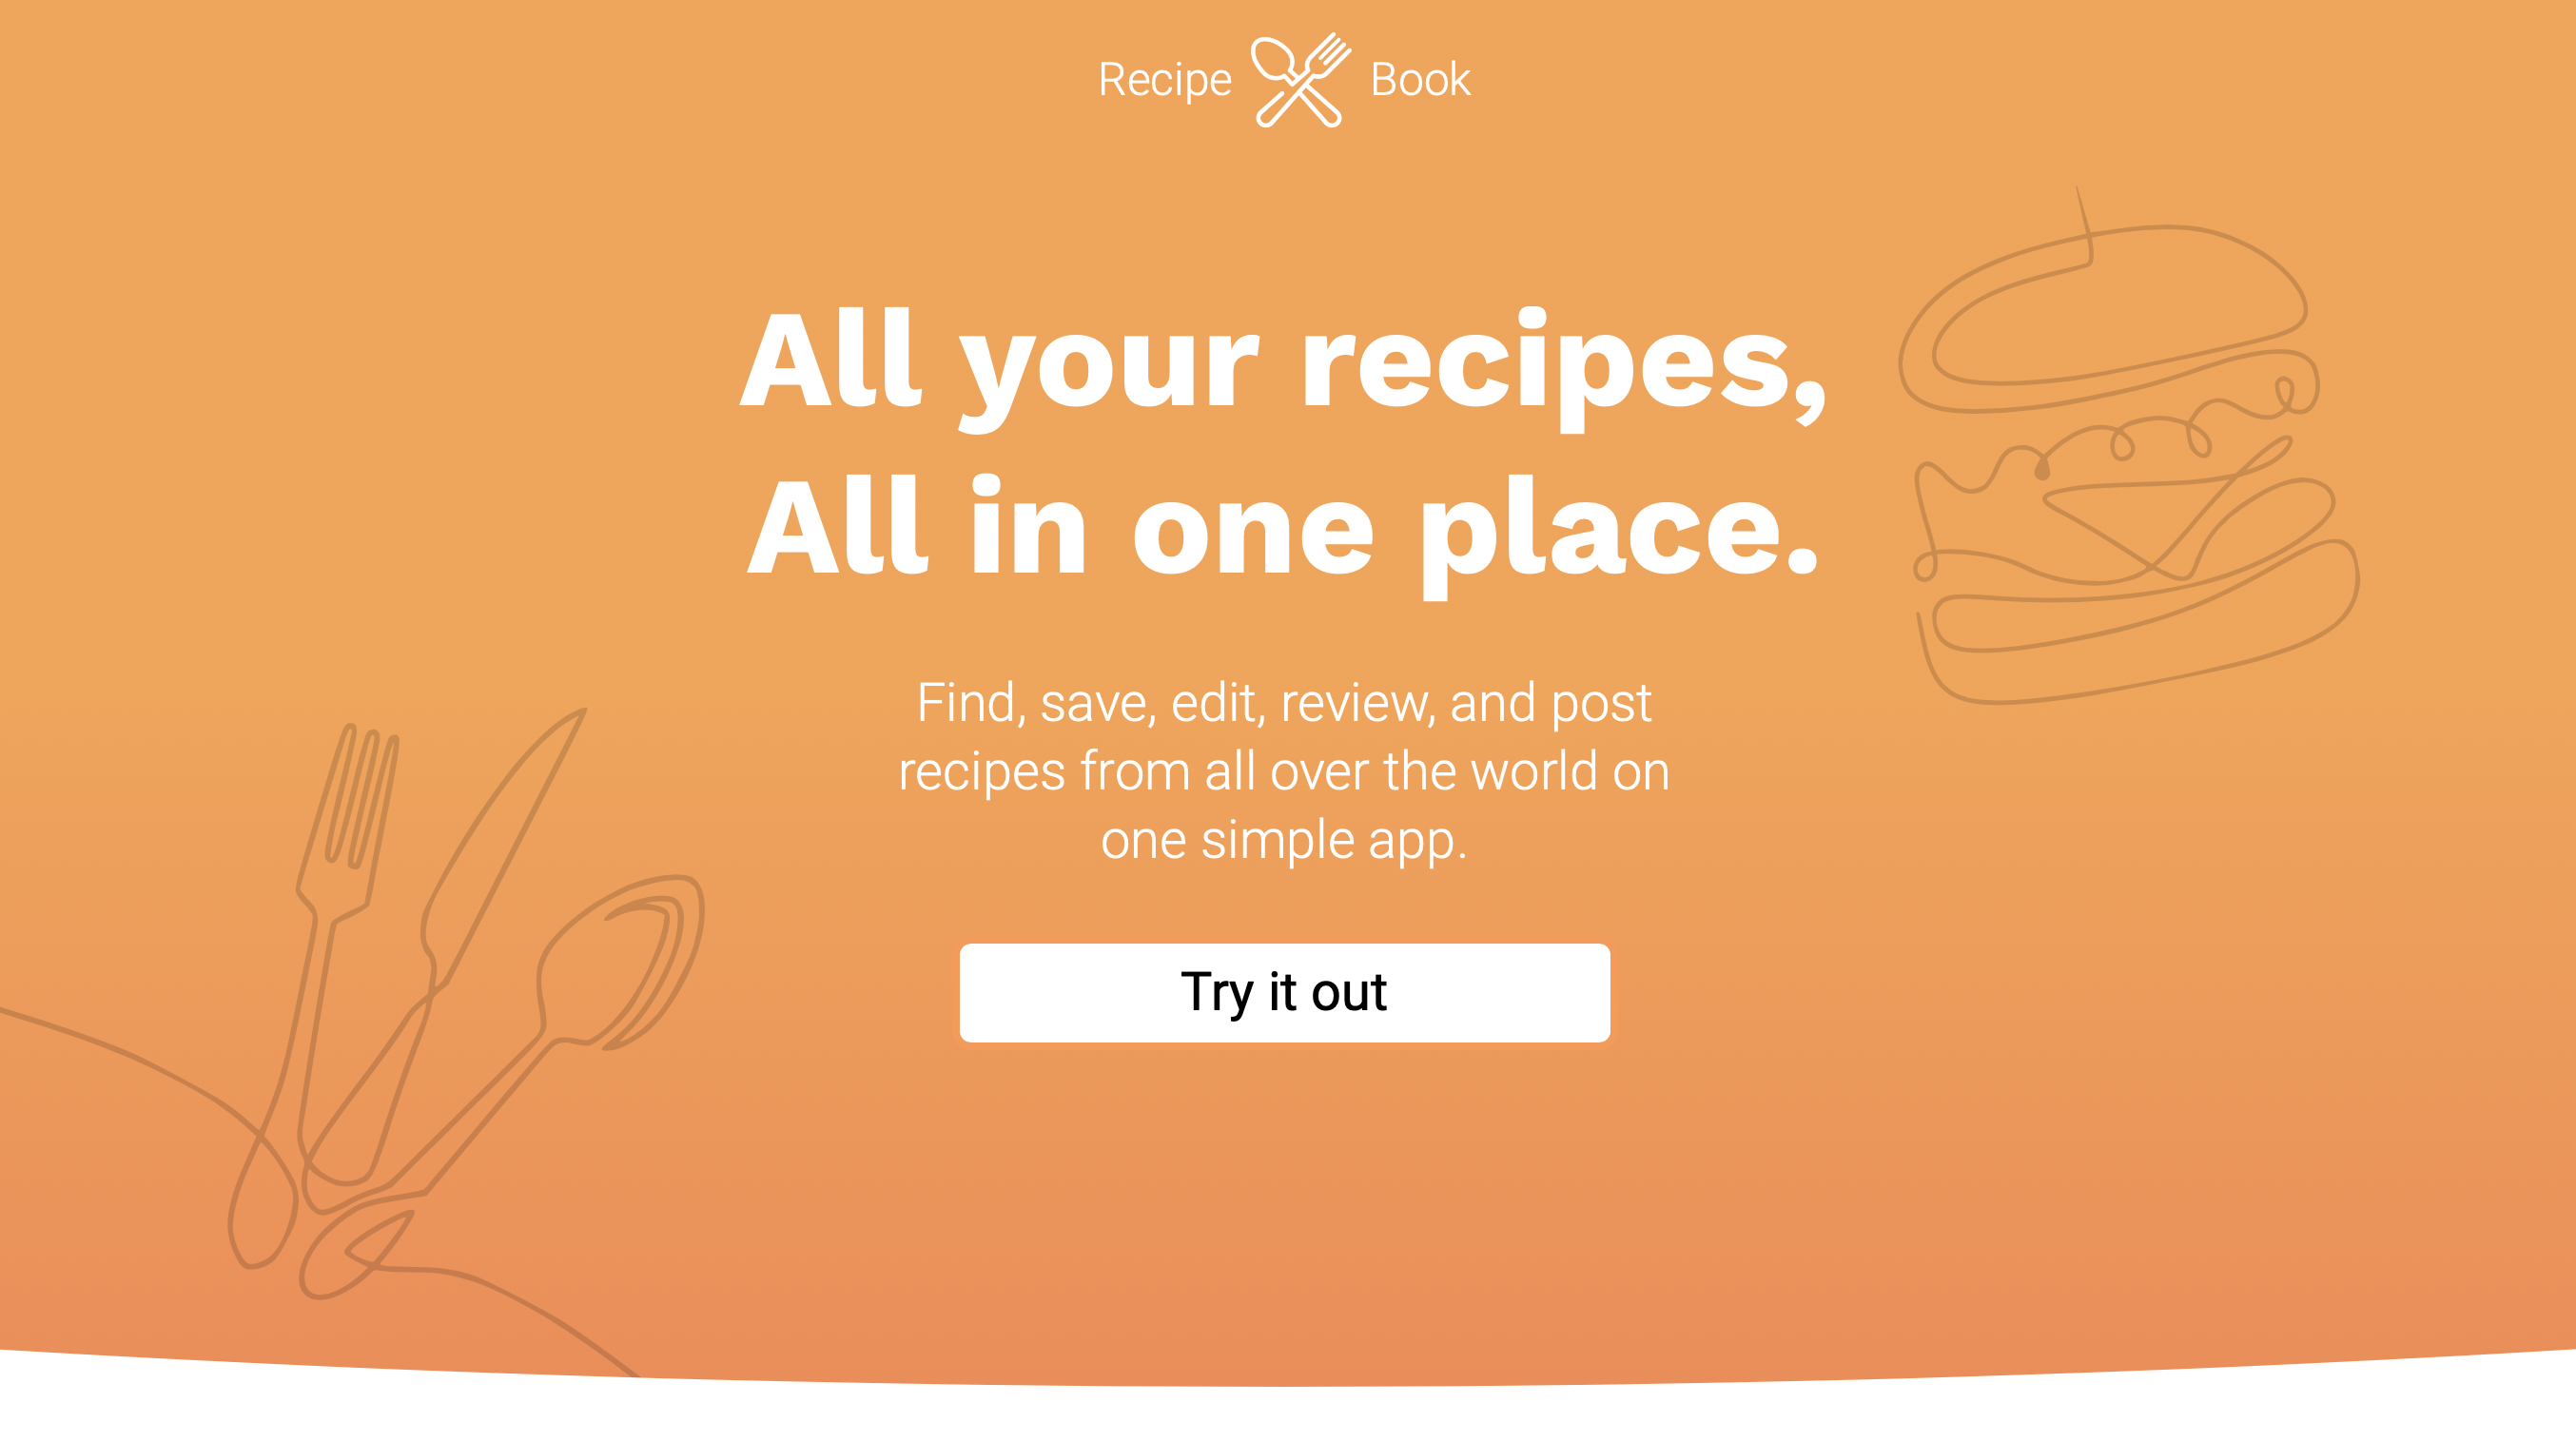 Recipe Book
All your recipes,
All in one place.
Find, save, edit, review, and post
recipes from all over the world on
one simple app.
Try it out